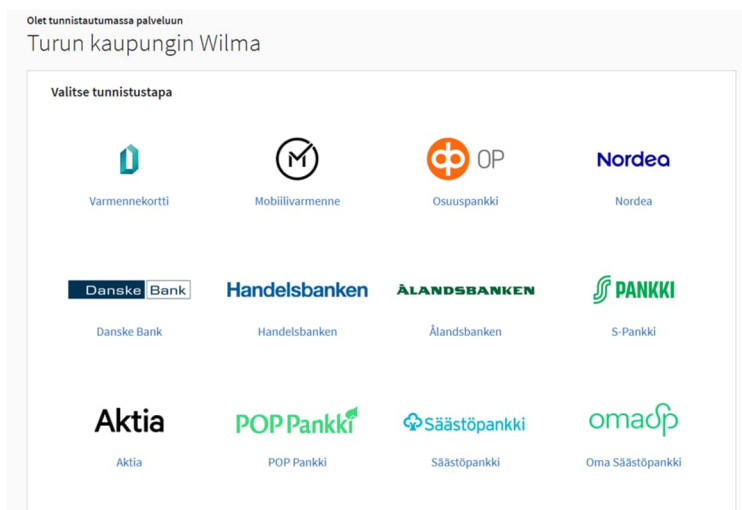 Olet tunnistautumassa palveluun
Turun kaupungin Wilma
Valitse tunnistustapa
OP Nordea
Varmennekortti Mobiilivarmenne Osuuspankki Nordea
Danske Bank Handelsbanken ÅLANDSBANKEN S PANKKI
Danske Bank Handelsbanken Ålandsbanken S-Pankki
Aktia POP Pankki Säästöpankki omasp
Aktia POP Pankki Säästöpankki Oma Säästöpankki